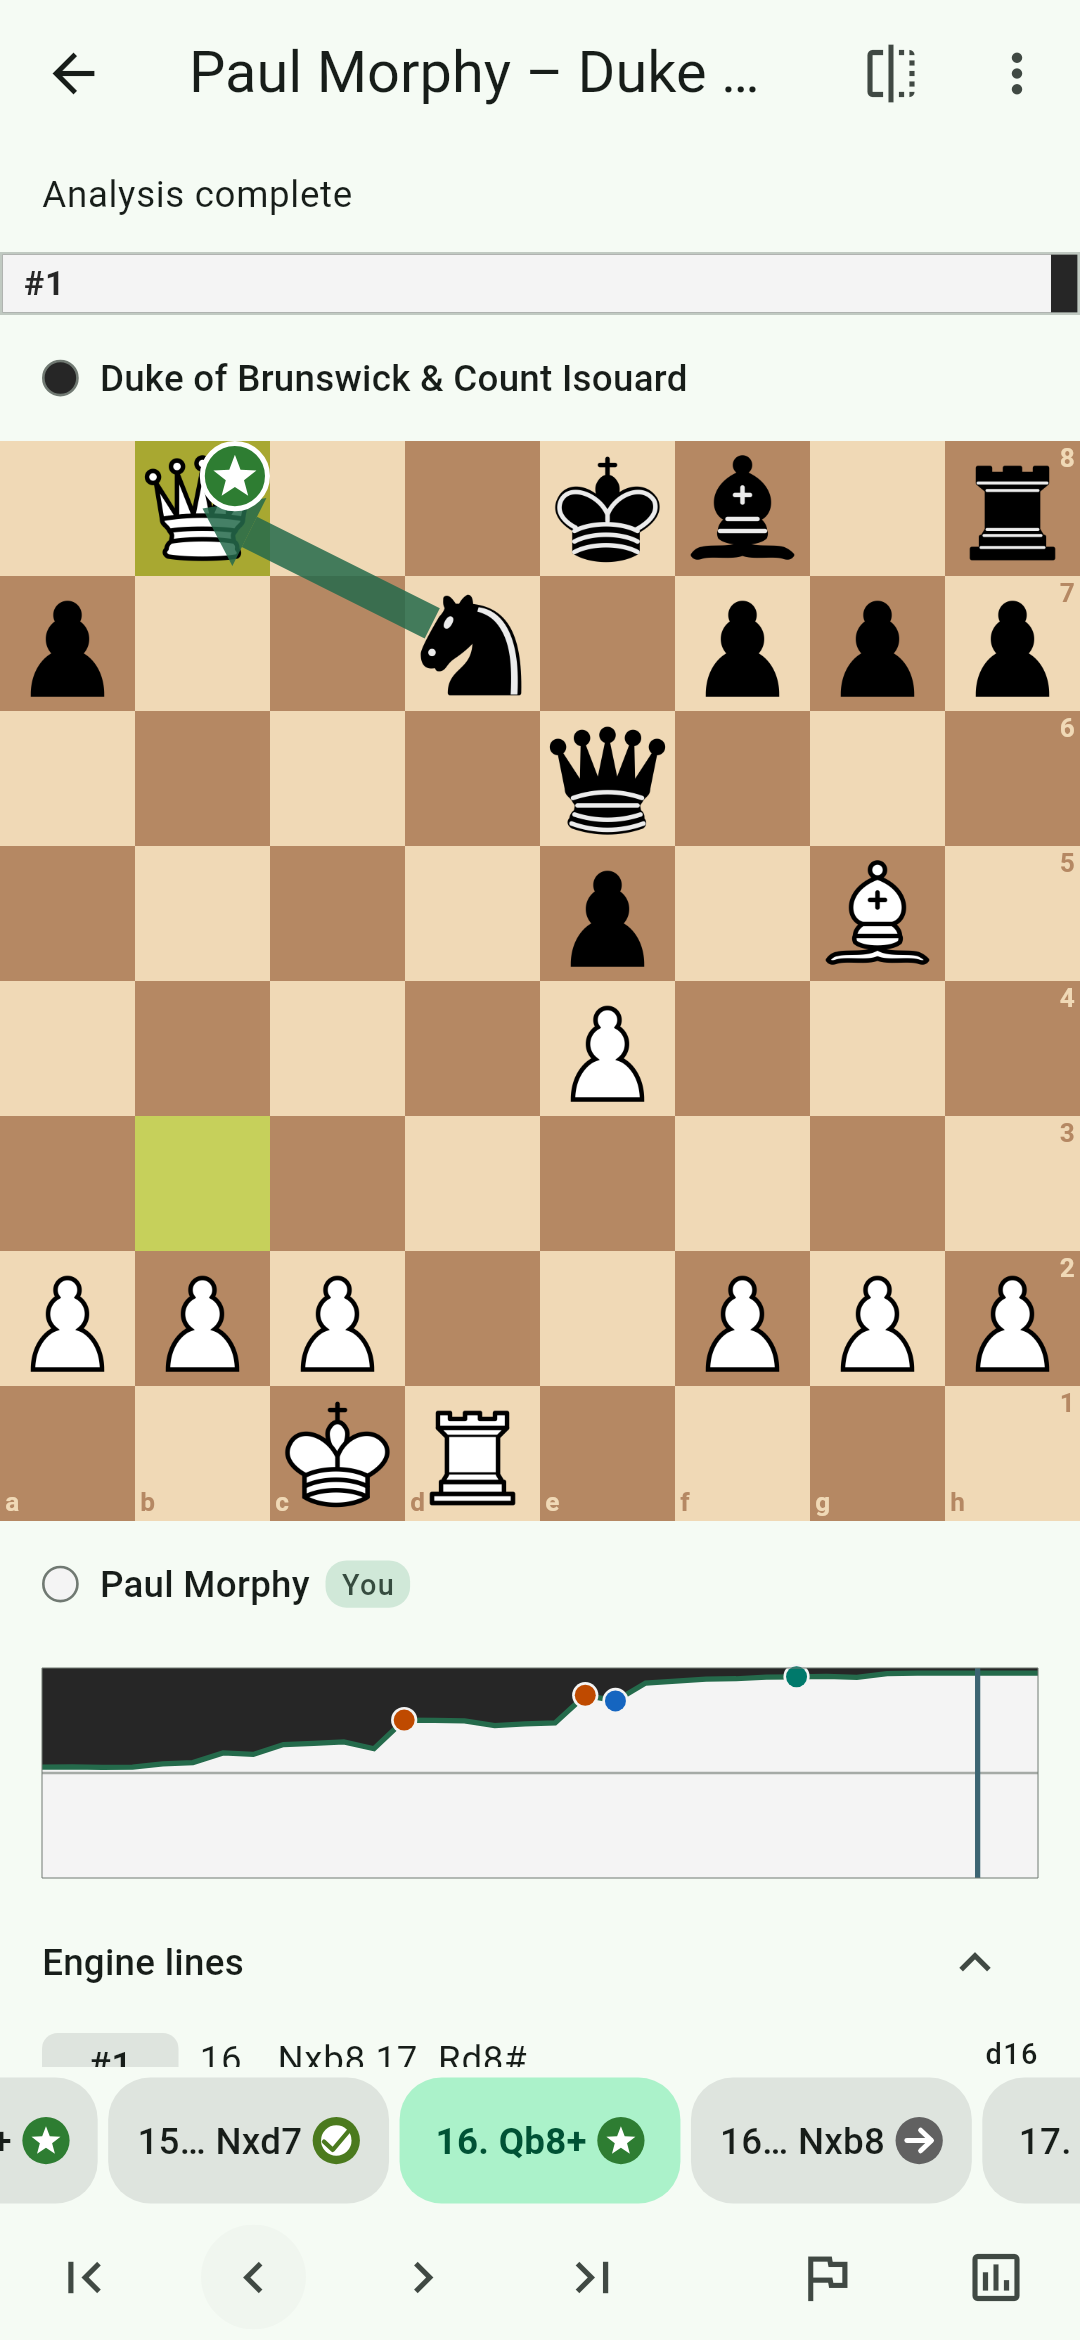 Paul Morphy – Duke ...
Analysis complete
#1
Duke of Brunswick & Count Isouard
8
7
6
5
4
3
2
1
a b c d e f g h
Paul Morphy You
Engine lines
#1 16... Nxb8 17. Rd8# d16
+ 15... Nxd7 16. Qb8+ 16... Nxb8 17.